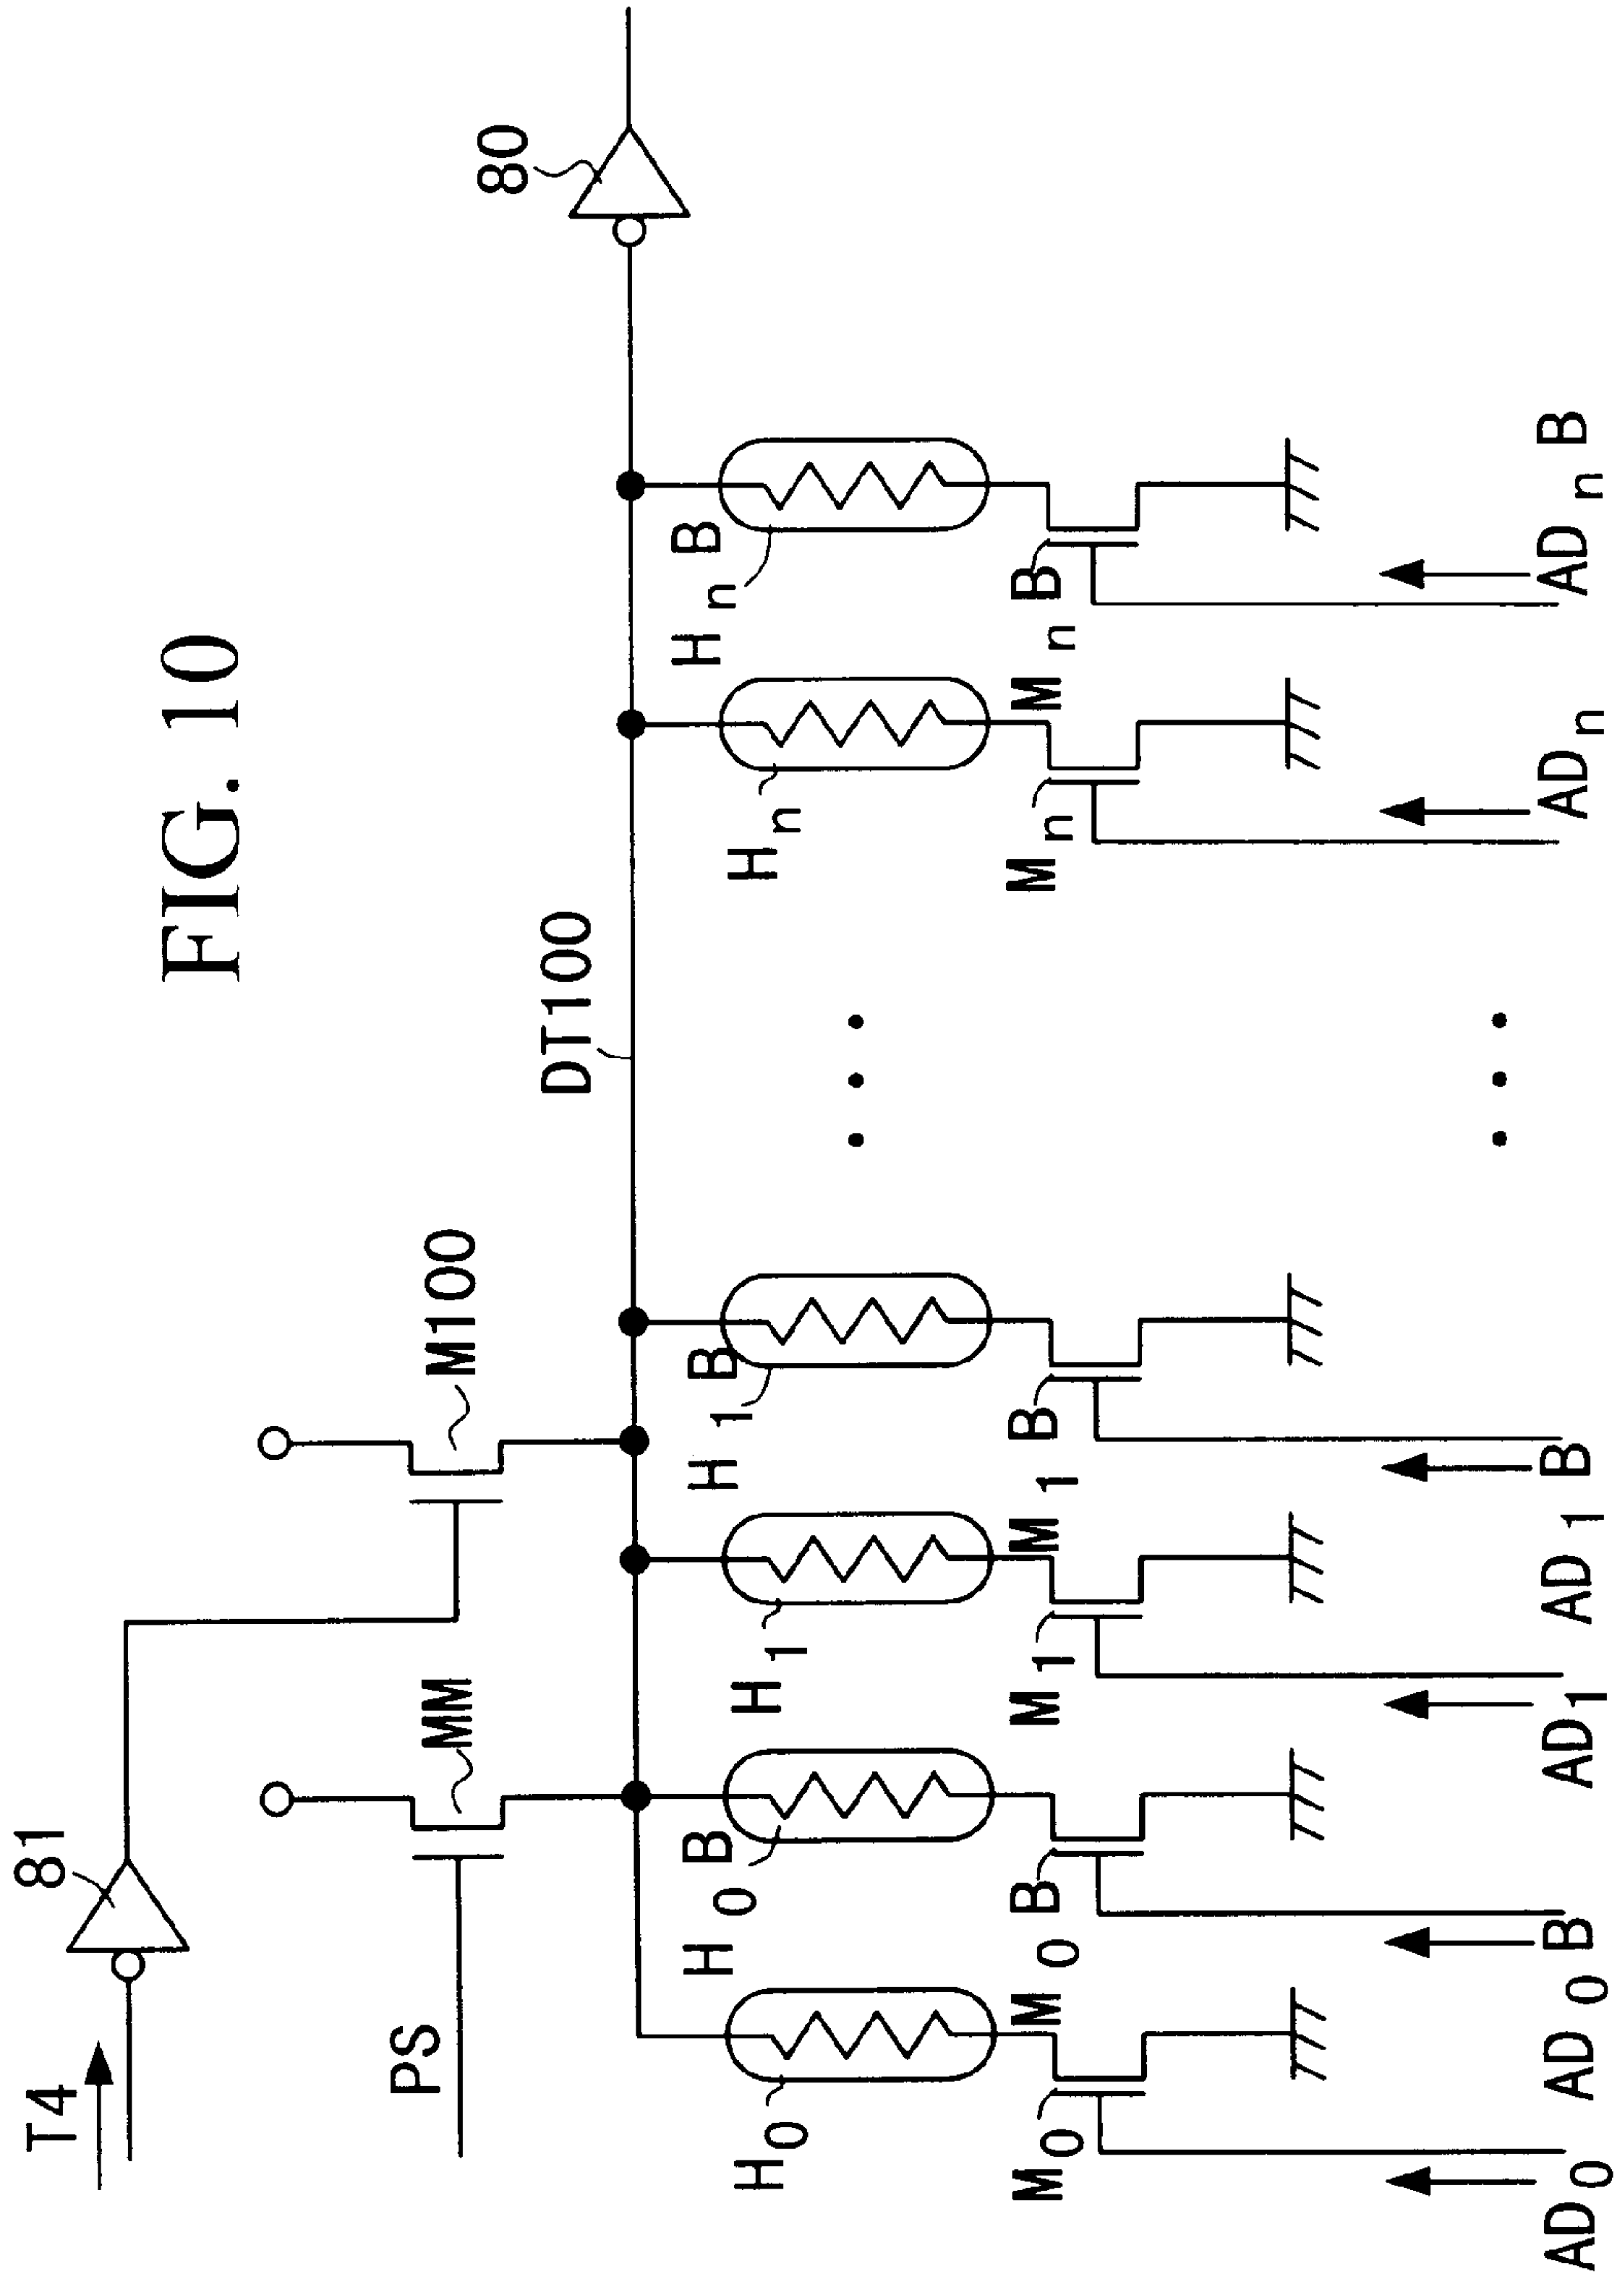 FIG. 10
T4
81
PS
MM
M100
DT100
80
H0
H0B
H1
H1B
Hn
HnB
M0
M0B
M1
M1B
Mn
MnB
AD0
AD0B
AD1
AD1B
ADn
ADnB